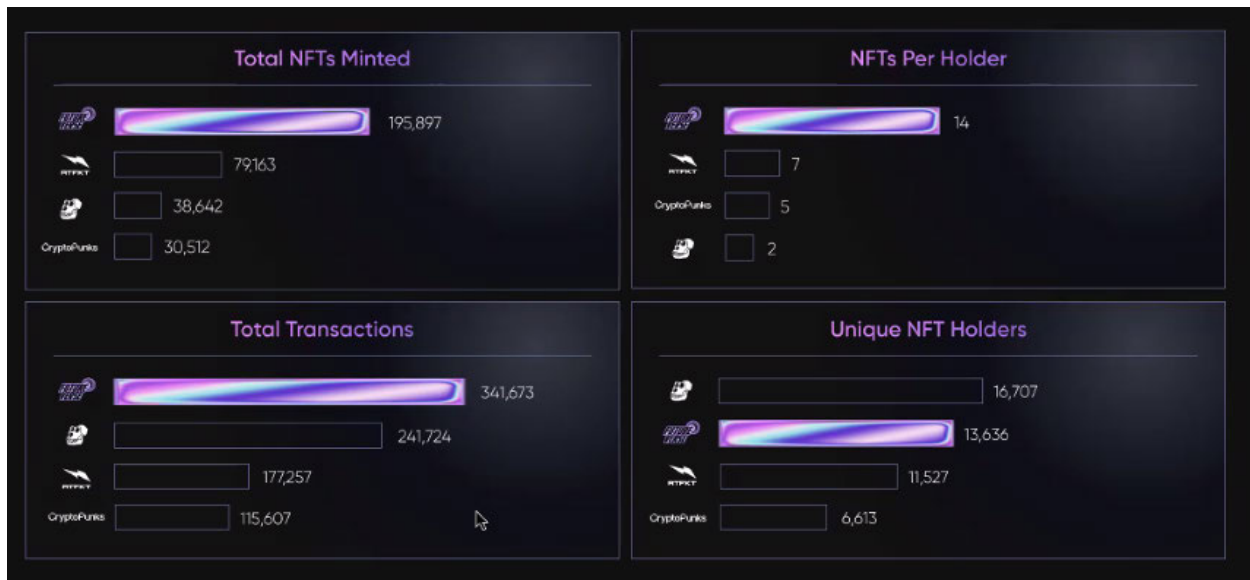 Total NFTs Minted
195,897
RTFKT
79,163
38,642
CryptoPunks
30,512
NFTs Per Holder
14
RTFKT
7
CryptoPunks
5
2
Total Transactions
341,673
241,724
RTFKT
177,257
CryptoPunks
115,607
Unique NFT Holders
16,707
13,636
RTFKT
11,527
CryptoPunks
6,613